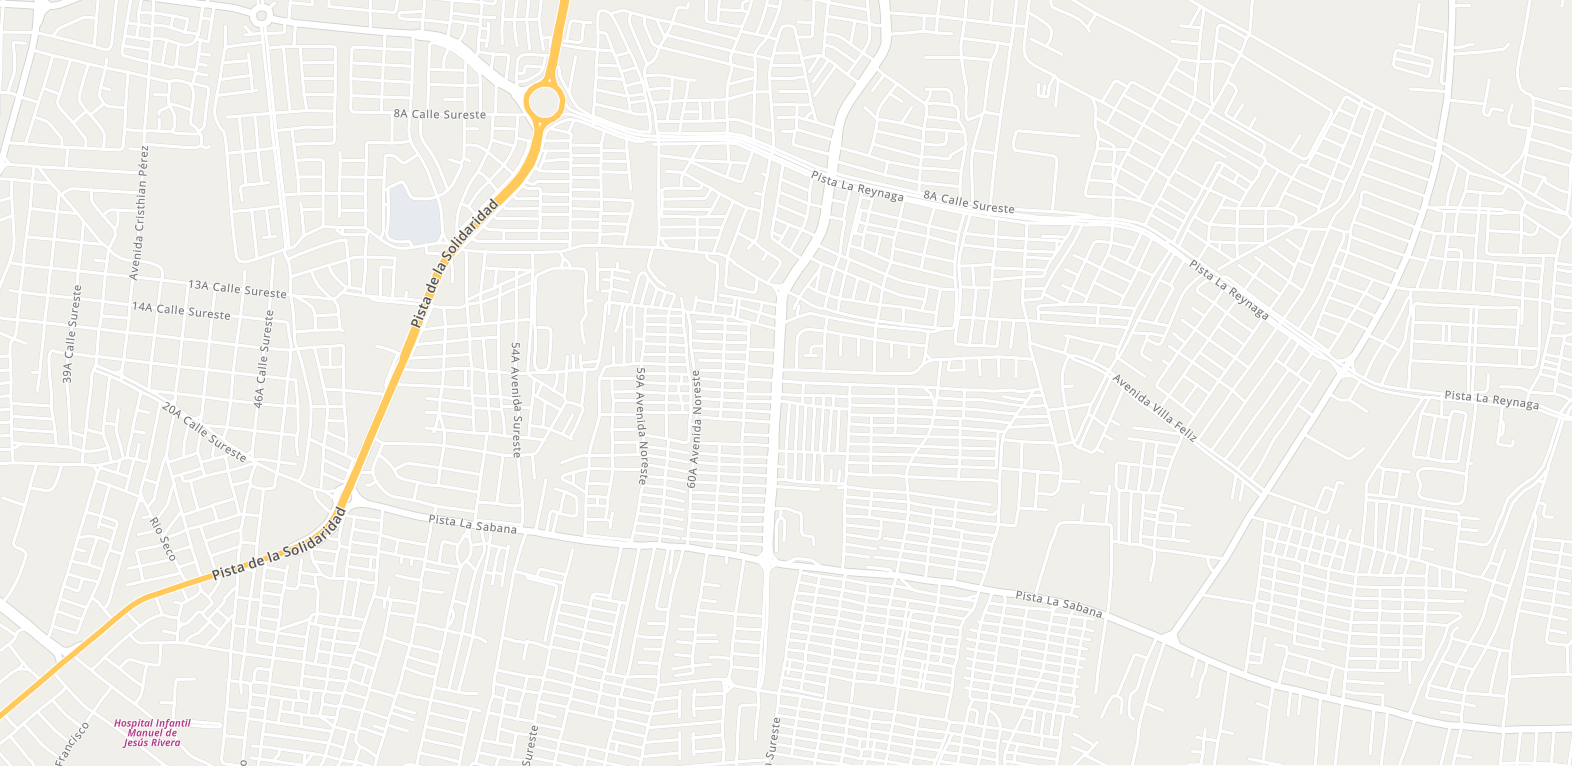 8A Calle Sureste
Avenida Cristhian Pérez
Pista La Reynaga
8A Calle Sureste
Pista de la Solidaridad
13A Calle Sureste
Pista La Reynaga
14A Calle Sureste
39A Calle Sureste
46A Calle Sureste
54A Avenida Sureste
59A Avenida Noreste
60A Avenida Noreste
Avenida Villa Feliz
Pista La Reynaga
20A Calle Sureste
Río Seco
Pista La Sabana
Pista de la Solidaridad
Pista La Sabana
Hospital Infantil
Manuel de
Jesús Rivera
Francisco
Sureste
Sureste